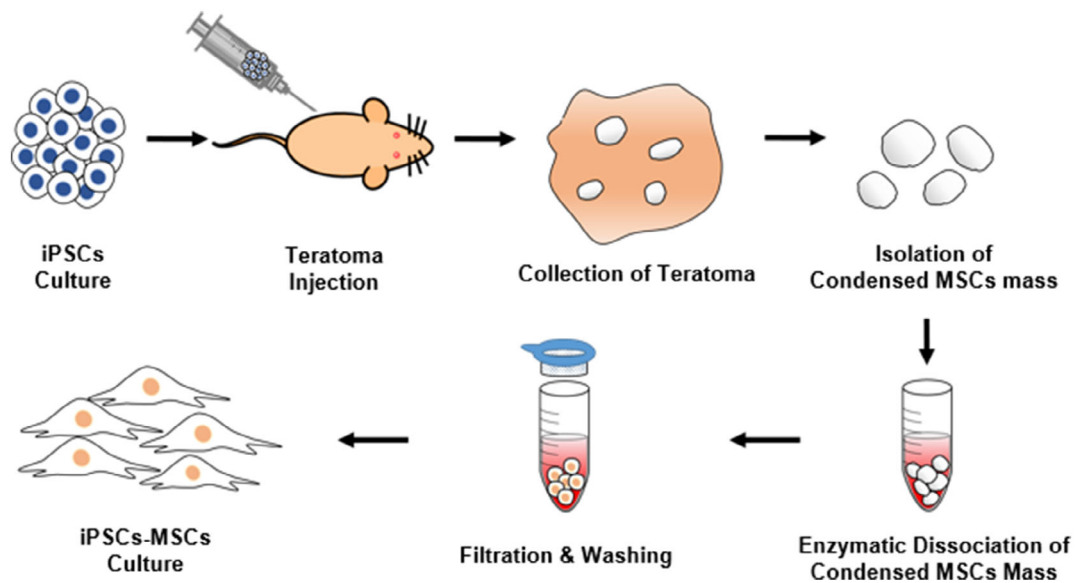 iPSCs
Culture
Teratoma
Injection
Collection of Teratoma
Isolation of
Condensed MSCs mass
Enzymatic Dissociation of
Condensed MSCs Mass
Filtration & Washing
iPSCs-MSCs
Culture